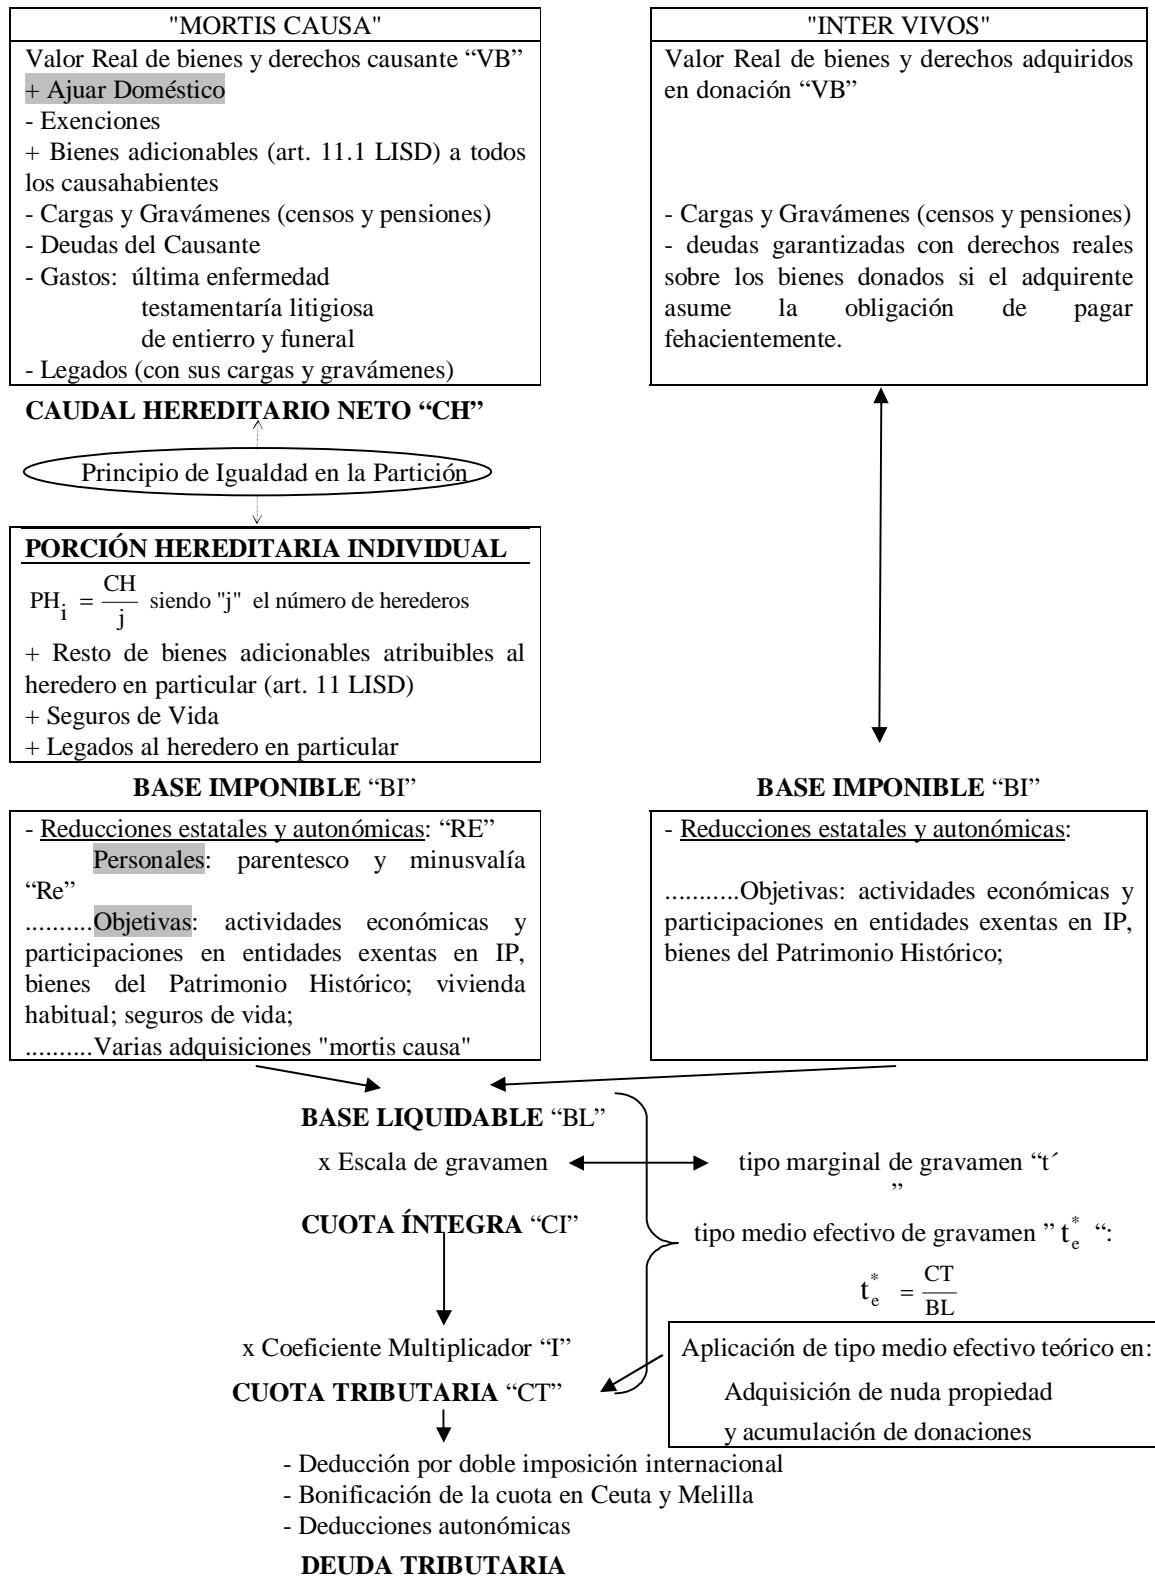 "MORTIS CAUSA"
Valor Real de bienes y derechos causante “VB”
+ Ajuar Doméstico
- Exenciones
+ Bienes adicionables (art. 11.1 LISD) a todos
los causahabientes
- Cargas y Gravámenes (censos y pensiones)
- Deudas del Causante
- Gastos: última enfermedad
testamentaría litigiosa
de entierro y funeral
- Legados (con sus cargas y gravámenes)
CAUDAL HEREDITARIO NETO “CH”
Principio de Igualdad en la Partición
PORCIÓN HEREDITARIA INDIVIDUAL
PH_i = CH/j siendo "j" el número de herederos
+ Resto de bienes adicionables atribuibles al
heredero en particular (art. 11 LISD)
+ Seguros de Vida
+ Legados al heredero en particular
BASE IMPONIBLE “BI”
- Reducciones estatales y autonómicas: “RE”
Personales: parentesco y minusvalía
“Re”
..........Objetivas: actividades económicas y
participaciones en entidades exentas en IP,
bienes del Patrimonio Histórico; vivienda
habitual; seguros de vida;
..........Varias adquisiciones "mortis causa"
"INTER VIVOS"
Valor Real de bienes y derechos adquiridos
en donación “VB”
- Cargas y Gravámenes (censos y pensiones)
- deudas garantizadas con derechos reales
sobre los bienes donados si el adquirente
asume la obligación de pagar
fehacientemente.
BASE IMPONIBLE “BI”
- Reducciones estatales y autonómicas:
...........Objetivas: actividades económicas y
participaciones en entidades exentas en IP,
bienes del Patrimonio Histórico;
BASE LIQUIDABLE “BL”
x Escala de gravamen
tipo marginal de gravamen “t´
”
CUOTA ÍNTEGRA “CI”
tipo medio efectivo de gravamen ” t_e^* “:
t_e^* = CT/BL
x Coeficiente Multiplicador “I”
CUOTA TRIBUTARIA “CT”
Aplicación de tipo medio efectivo teórico en:
Adquisición de nuda propiedad
y acumulación de donaciones
- Deducción por doble imposición internacional
- Bonificación de la cuota en Ceuta y Melilla
- Deducciones autonómicas
DEUDA TRIBUTARIA